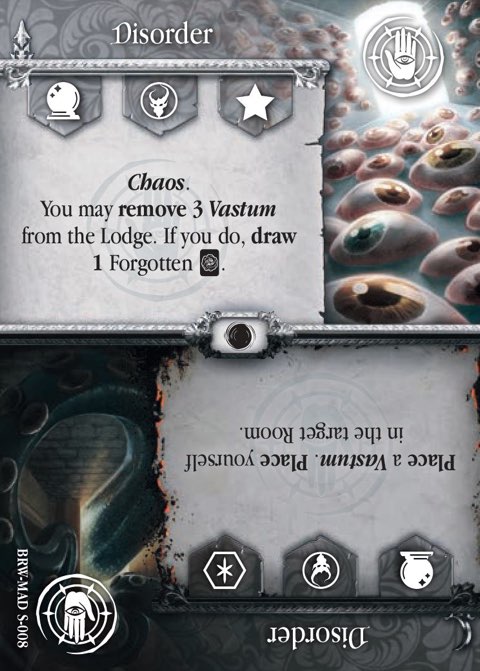 Disorder
Chaos.
You may remove 3 Vastum
from the Lodge. If you do, draw
1 Forgotten .
Place a Vastum. Place yourself
in the target Room.
Disorder
BRW-MAD S-008